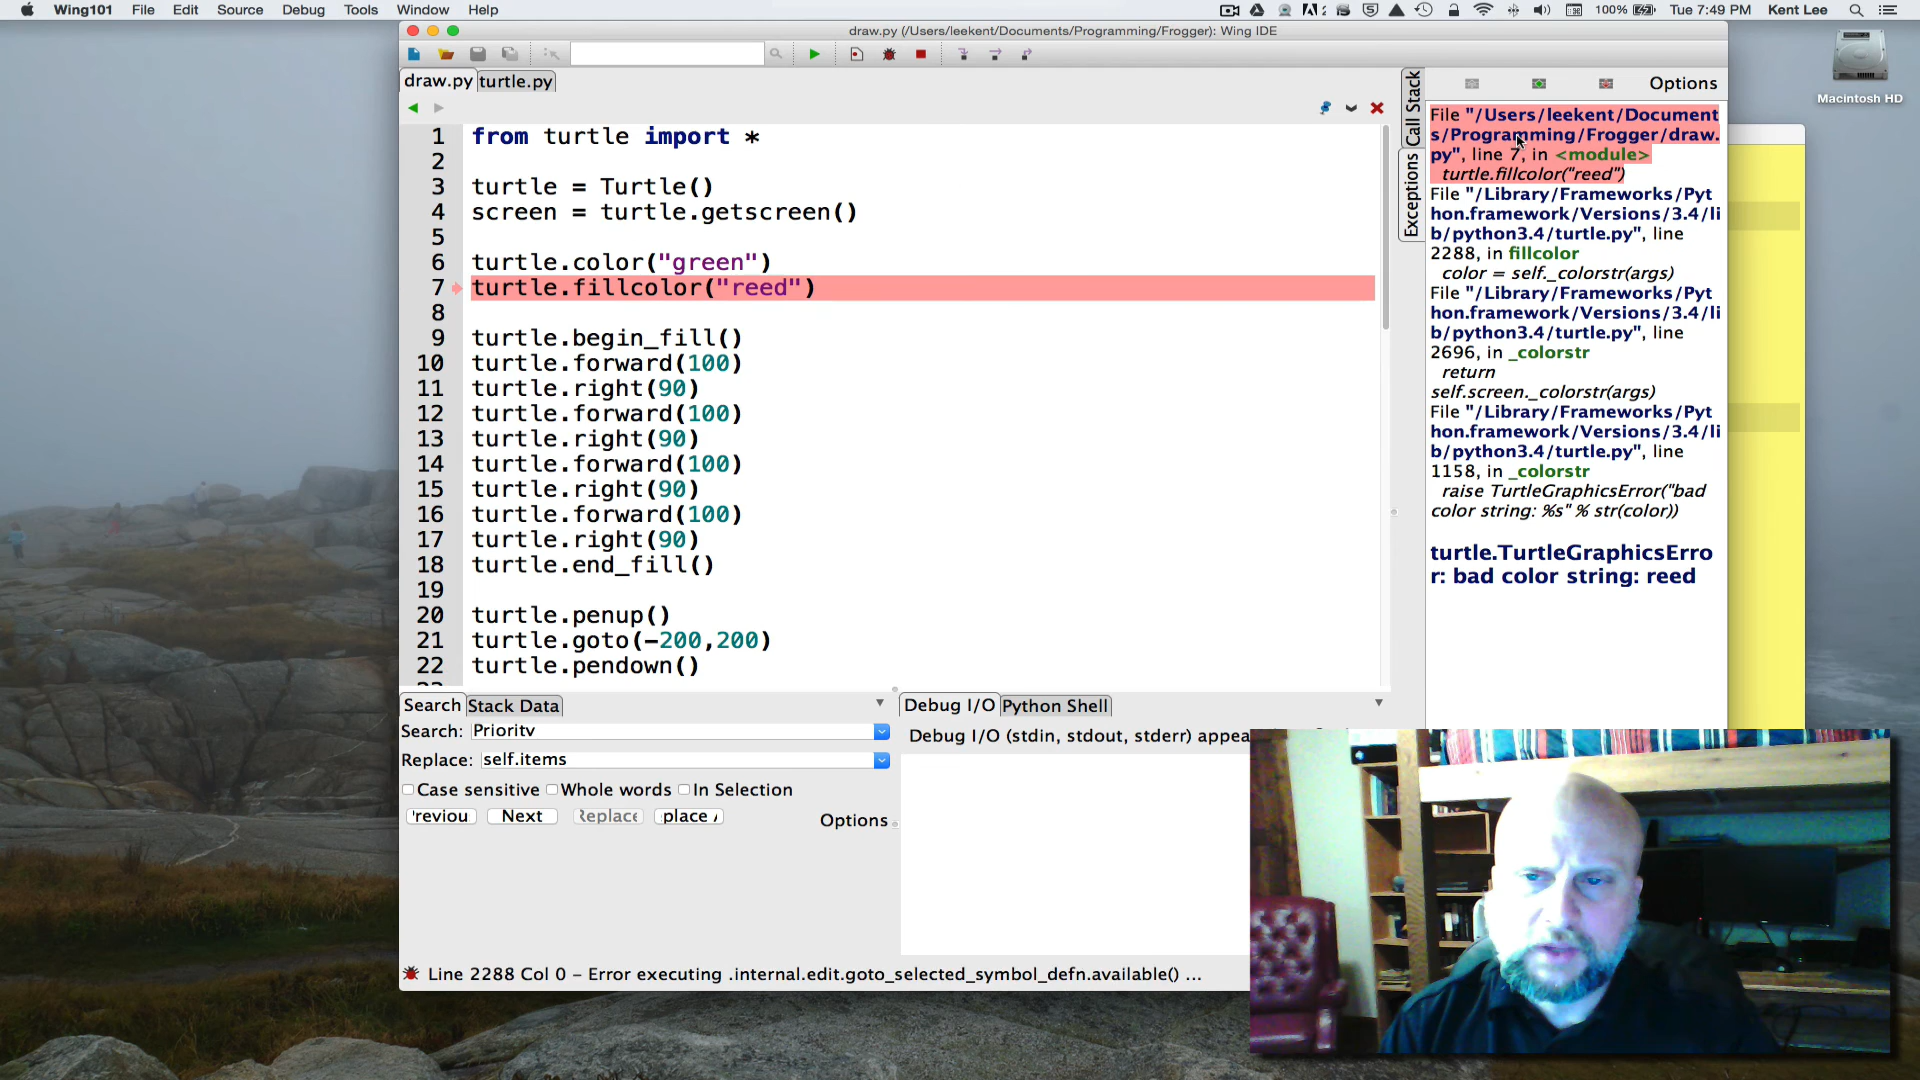 Wing101 File Edit Source Debug Tools Window Help
100% Tue 7:49 PM Kent Lee
draw.py (/Users/leekent/Documents/Programming/Frogger): Wing IDE
draw.py turtle.py
1 from turtle import *
2
3 turtle = Turtle()
4 screen = turtle.getscreen()
5
6 turtle.color("green")
7 turtle.fillcolor("reed")
8
9 turtle.begin_fill()
10 turtle.forward(100)
11 turtle.right(90)
12 turtle.forward(100)
13 turtle.right(90)
14 turtle.forward(100)
15 turtle.right(90)
16 turtle.forward(100)
17 turtle.right(90)
18 turtle.end_fill()
19
20 turtle.penup()
21 turtle.goto(-200,200)
22 turtle.pendown()
Call Stack
Exceptions
Options
File "/Users/leekent/Document
s/Programming/Frogger/draw.
py", line 7, in <module>
turtle.fillcolor("reed")
File "/Library/Frameworks/Pyt
hon.framework/Versions/3.4/li
b/python3.4/turtle.py", line
2288, in fillcolor
color = self._colorstr(args)
File "/Library/Frameworks/Pyt
hon.framework/Versions/3.4/li
b/python3.4/turtle.py", line
2696, in _colorstr
return
self.screen._colorstr(args)
File "/Library/Frameworks/Pyt
hon.framework/Versions/3.4/li
b/python3.4/turtle.py", line
1158, in _colorstr
raise TurtleGraphicsError("bad
color string: %s" % str(color))
turtle.TurtleGraphicsErro
r: bad color string: reed
Macintosh HD
Search Stack Data
Search: Priority
Replace: self.items
Case sensitive Whole words In Selection
'reviou Next Replace place A
Options
Debug I/O Python Shell
Debug I/O (stdin, stdout, stderr) appea
Line 2288 Col 0 – Error executing .internal.edit.goto_selected_symbol_defn.available() ...